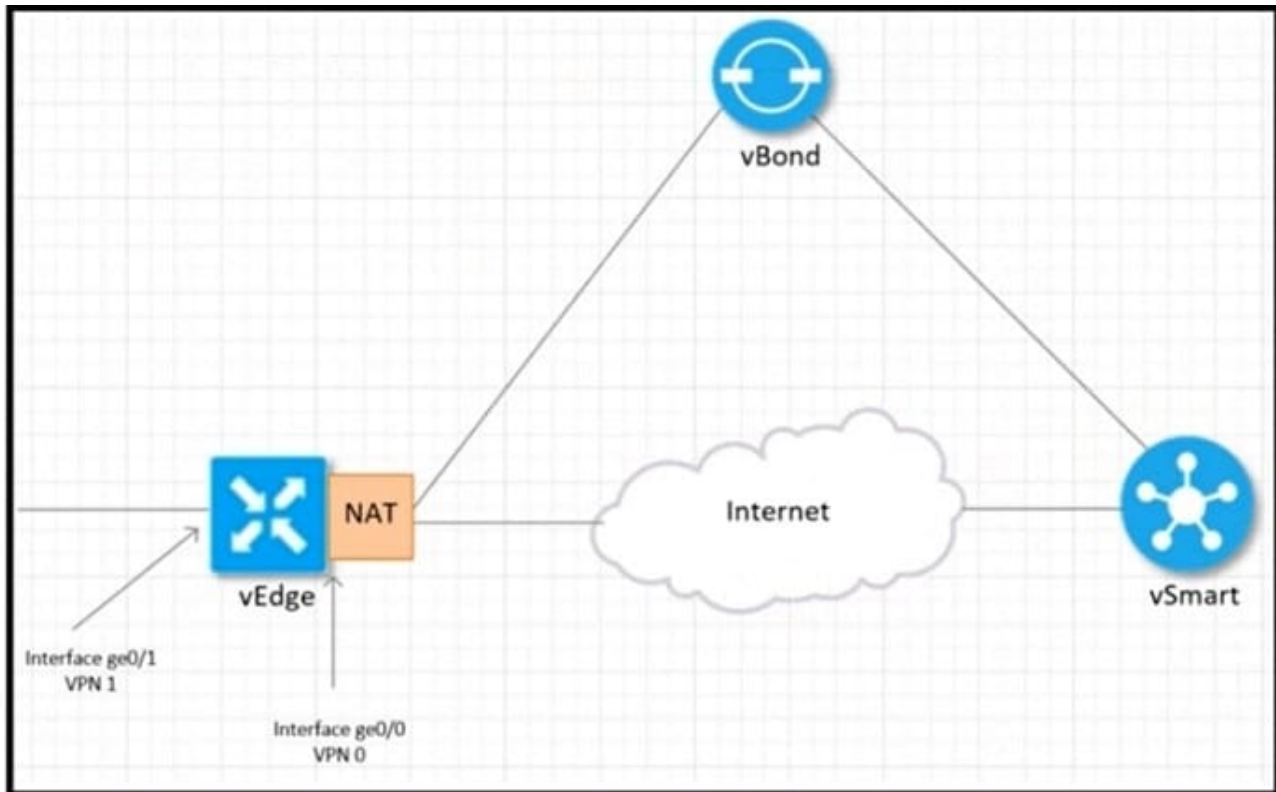 vBond
NAT
Internet
vEdge
vSmart
Interface ge0/1
VPN 1
Interface ge0/0
VPN 0